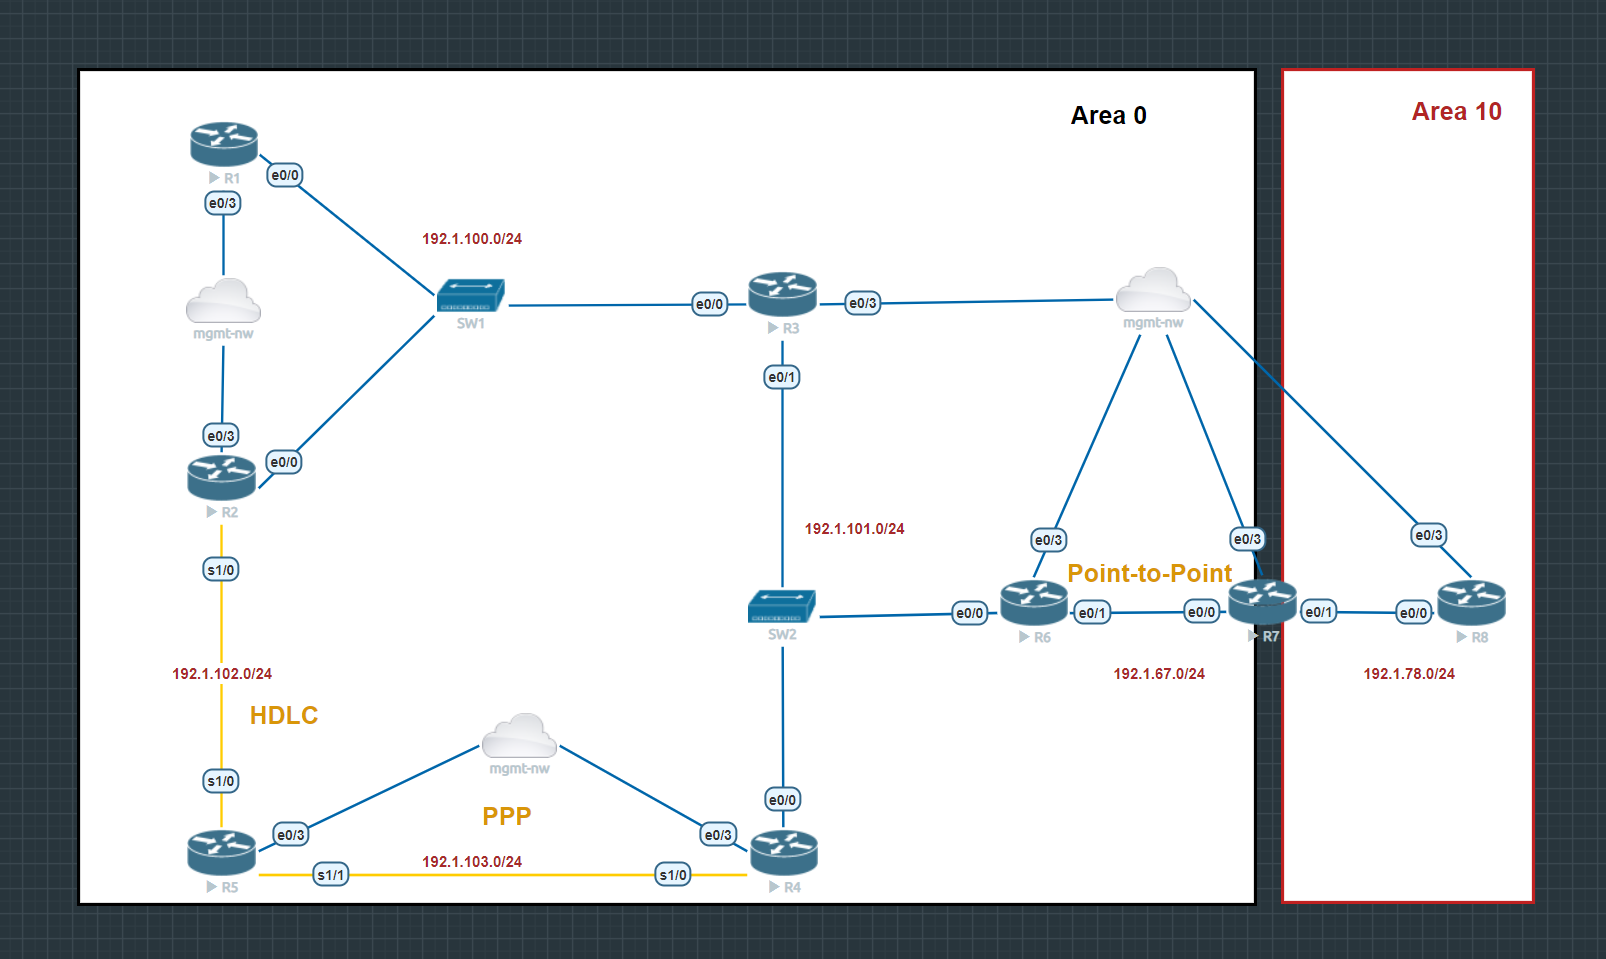 Area 0
Area 10
R1
e0/0
e0/3
192.1.100.0/24
mgmt-nw
SW1
e0/0
R3
e0/3
mgmt-nw
e0/1
e0/3
e0/0
R2
s1/0
192.1.101.0/24
e0/3
e0/3
e0/3
Point-to-Point
SW2
e0/0
R6
e0/1
e0/0
R7
e0/1
e0/0
R8
192.1.102.0/24
192.1.67.0/24
192.1.78.0/24
HDLC
mgmt-nw
s1/0
PPP
e0/0
e0/3
e0/3
192.1.103.0/24
R5
s1/1
s1/0
R4